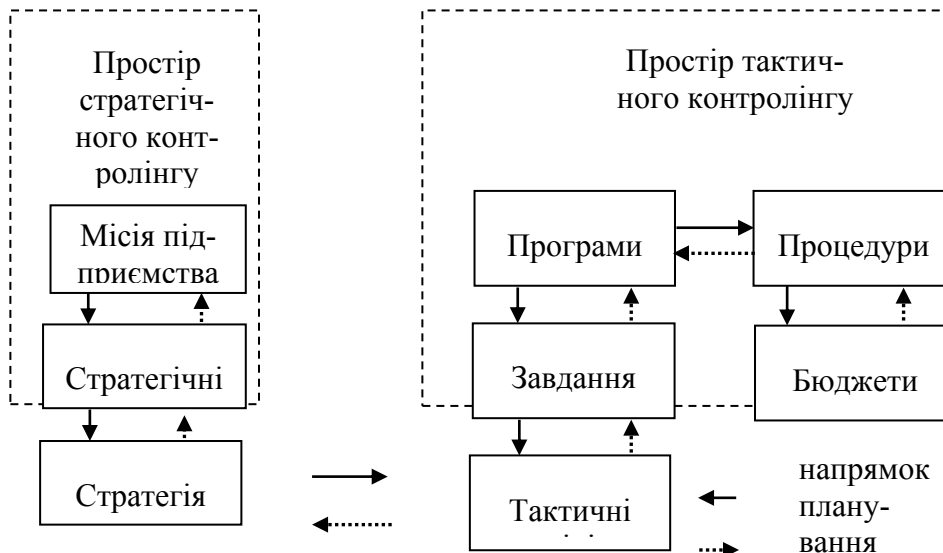 Простір
стратегіч-
ного конт-
ролінгу
Місія під-
приємства
Стратегічні
Стратегія
Простір тактич-
ного контролінгу
Програми
Процедури
Завдання
Бюджети
Тактичні
напрямок
плану-
вання